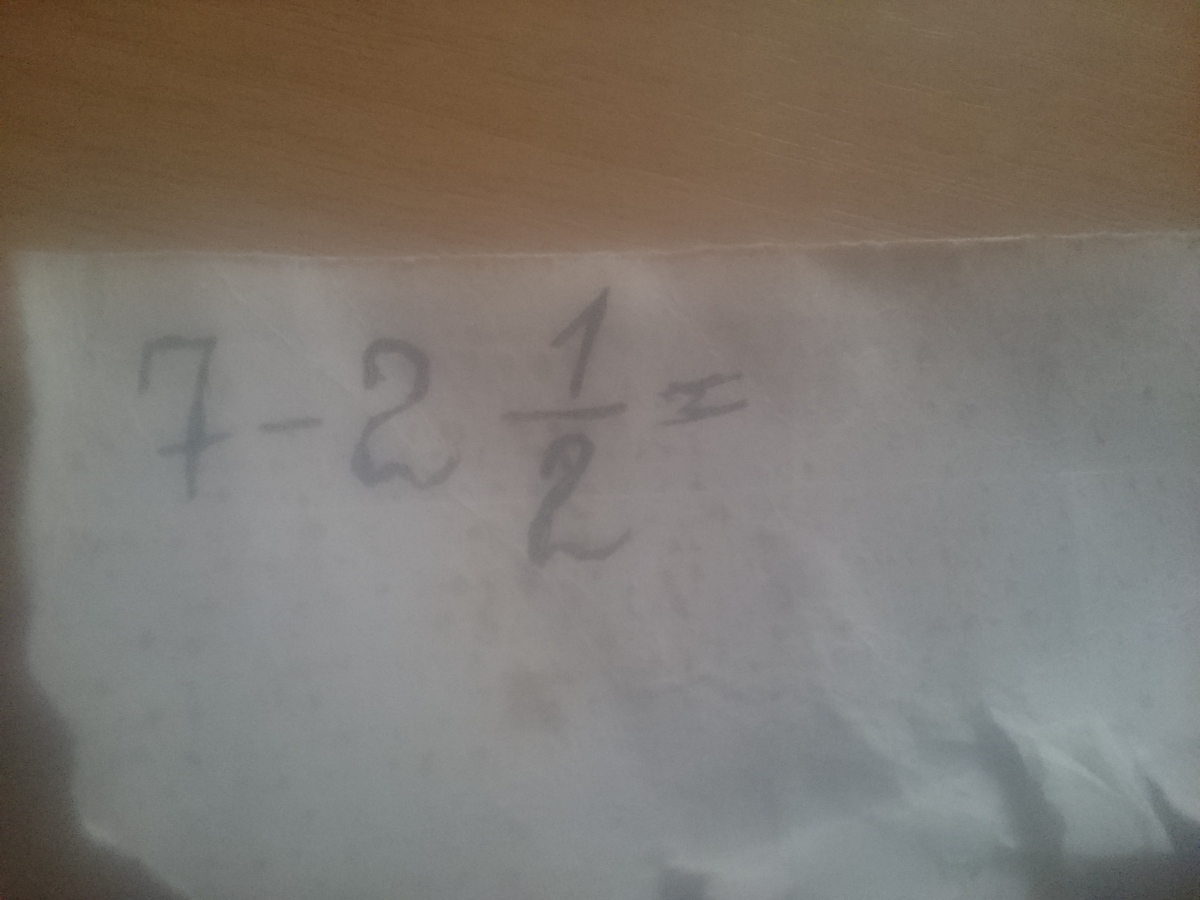 7 - 2 1/2 =